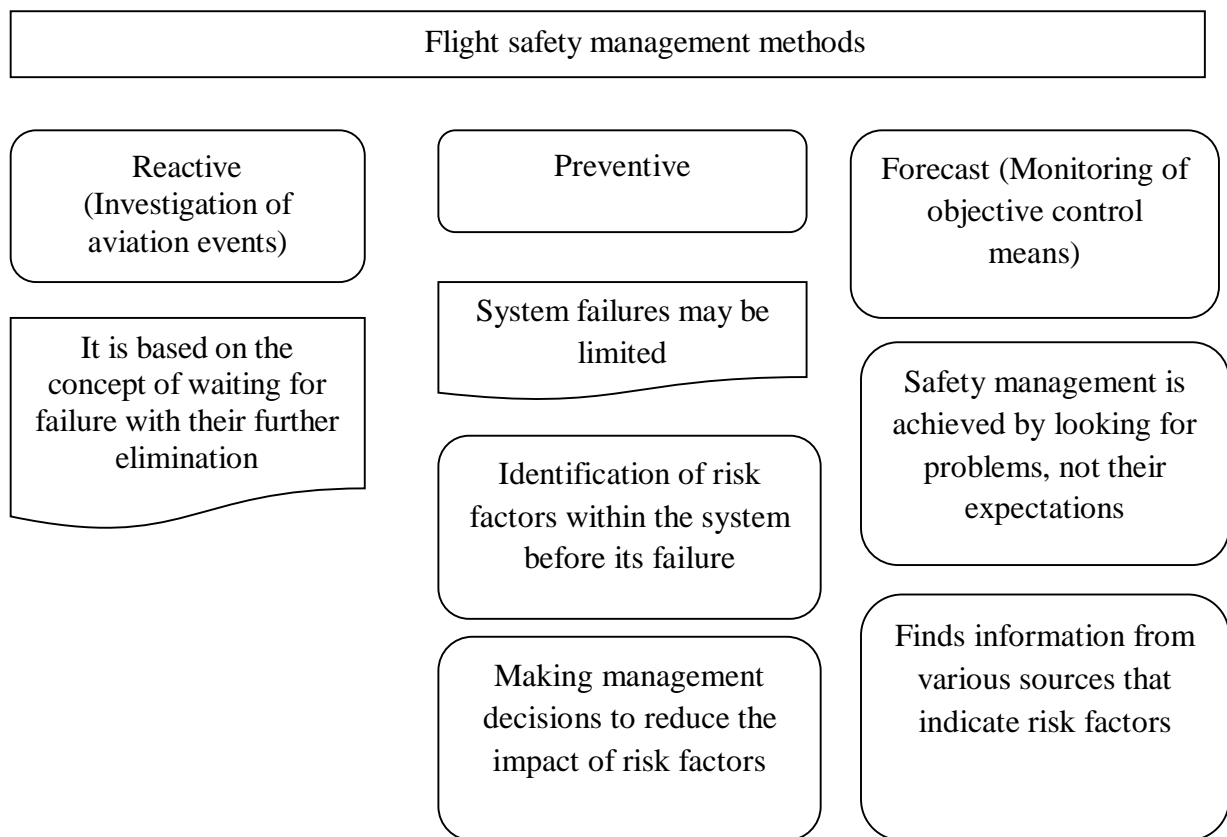 Flight safety management methods
Reactive
(Investigation of
aviation events)
It is based on the
concept of waiting for
failure with their further
elimination
Preventive
System failures may be
limited
Identification of risk
factors within the system
before its failure
Making management
decisions to reduce the
impact of risk factors
Forecast (Monitoring of
objective control
means)
Safety management is
achieved by looking for
problems, not their
expectations
Finds information from
various sources that
indicate risk factors